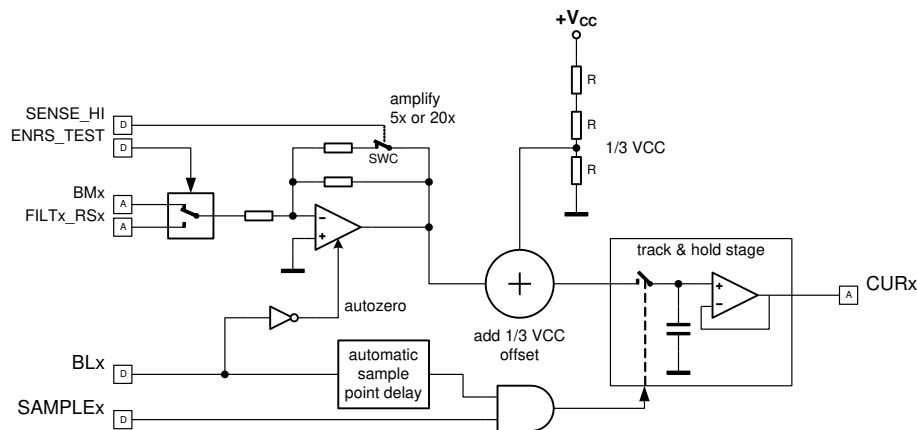 +VCC
R
R
1/3 VCC
R
SENSE_HI
D
ENRS_TEST
D
amplify
5x or 20x
SWC
BMx
A
FILTx_RSx
A
−
+
autozero
+
add 1/3 VCC
offset
track & hold stage
+
−
A
CURx
BLx
D
automatic
sample
point delay
SAMPLEx
D